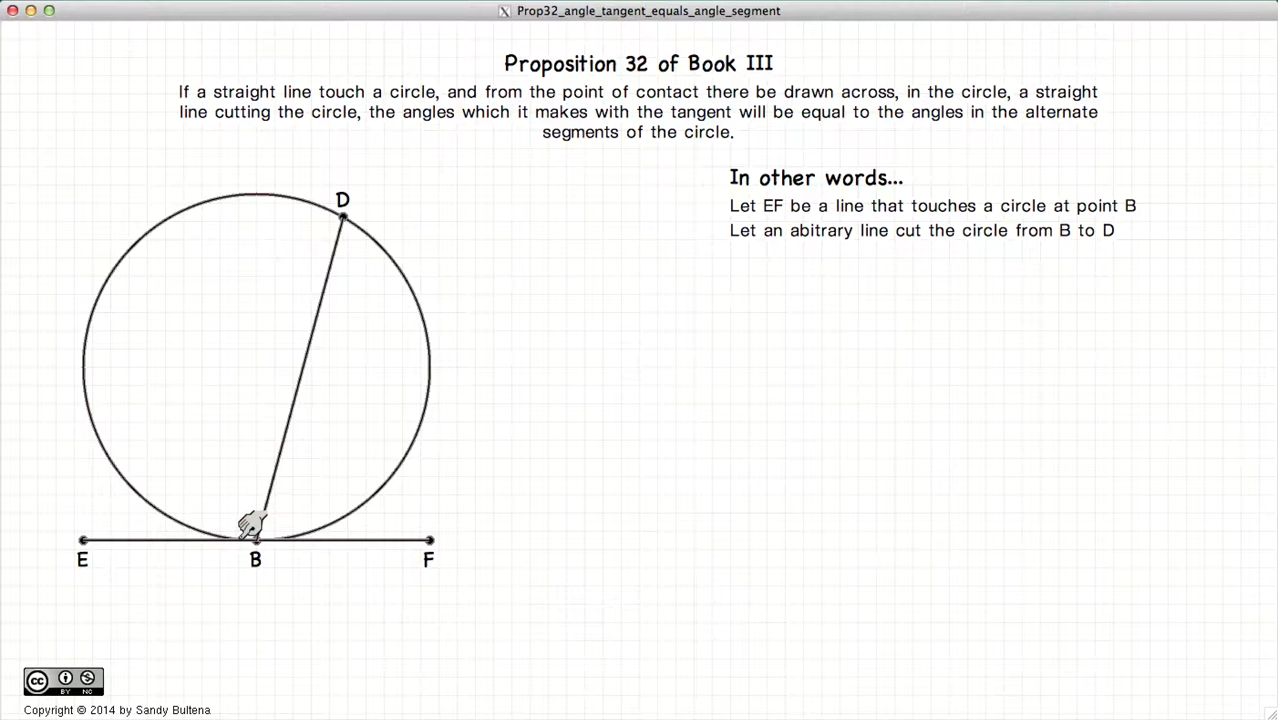 Prop32_angle_tangent_equals_angle_segment
Proposition 32 of Book III
If a straight line touch a circle, and from the point of contact there be drawn across, in the circle, a straight
line cutting the circle, the angles which it makes with the tangent will be equal to the angles in the alternate
segments of the circle.
In other words...
Let EF be a line that touches a circle at point B
Let an abitrary line cut the circle from B to D
D
E
B
F
cc
BY NC
Copyright © 2014 by Sandy Bultena